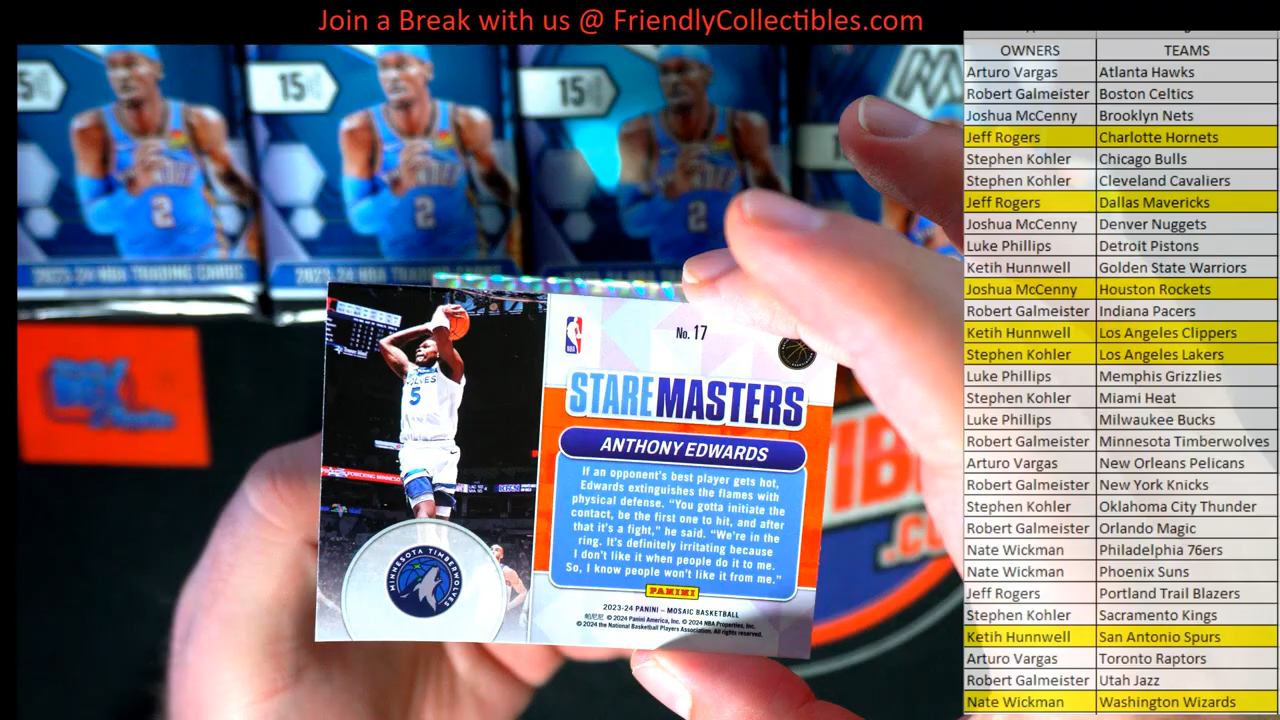 Join a Break with us @ FriendlyCollectibles.com
OWNERS TEAMS
Arturo Vargas Atlanta Hawks
Robert Galmeister Boston Celtics
Joshua McCenny Brooklyn Nets
Jeff Rogers Charlotte Hornets
Stephen Kohler Chicago Bulls
Stephen Kohler Cleveland Cavaliers
Jeff Rogers Dallas Mavericks
Joshua McCenny Denver Nuggets
Luke Phillips Detroit Pistons
Ketih Hunnwell Golden State Warriors
Joshua McCenny Houston Rockets
Robert Galmeister Indiana Pacers
Ketih Hunnwell Los Angeles Clippers
Stephen Kohler Los Angeles Lakers
Luke Phillips Memphis Grizzlies
Stephen Kohler Miami Heat
Luke Phillips Milwaukee Bucks
Robert Galmeister Minnesota Timberwolves
Arturo Vargas New Orleans Pelicans
Robert Galmeister New York Knicks
Stephen Kohler Oklahoma City Thunder
Robert Galmeister Orlando Magic
Nate Wickman Philadelphia 76ers
Nate Wickman Phoenix Suns
Jeff Rogers Portland Trail Blazers
Stephen Kohler Sacramento Kings
Ketih Hunnwell San Antonio Spurs
Arturo Vargas Toronto Raptors
Robert Galmeister Utah Jazz
Nate Wickman Washington Wizards
15
15
2
2
2
No. 17
STAREMASTERS
ANTHONY EDWARDS
If an opponent's best player gets hot,
Edwards extinguishes the flames with
physical defense. "You gotta initiate the
contact, be the first one to hit, and after
that it's a fight," he said. "We're in the
ring. It's definitely irritating because
I don't like it when people do it to me.
So, I know people won't like it from me."
PANINI
2023-24 PANINI – MOSAIC BASKETBALL
© 2024 Panini America, Inc. © 2024 NBA Properties, Inc.
© 2024 the National Basketball Players Association. All rights reserved.
5
MINNESOTA TIMBERWOLVES